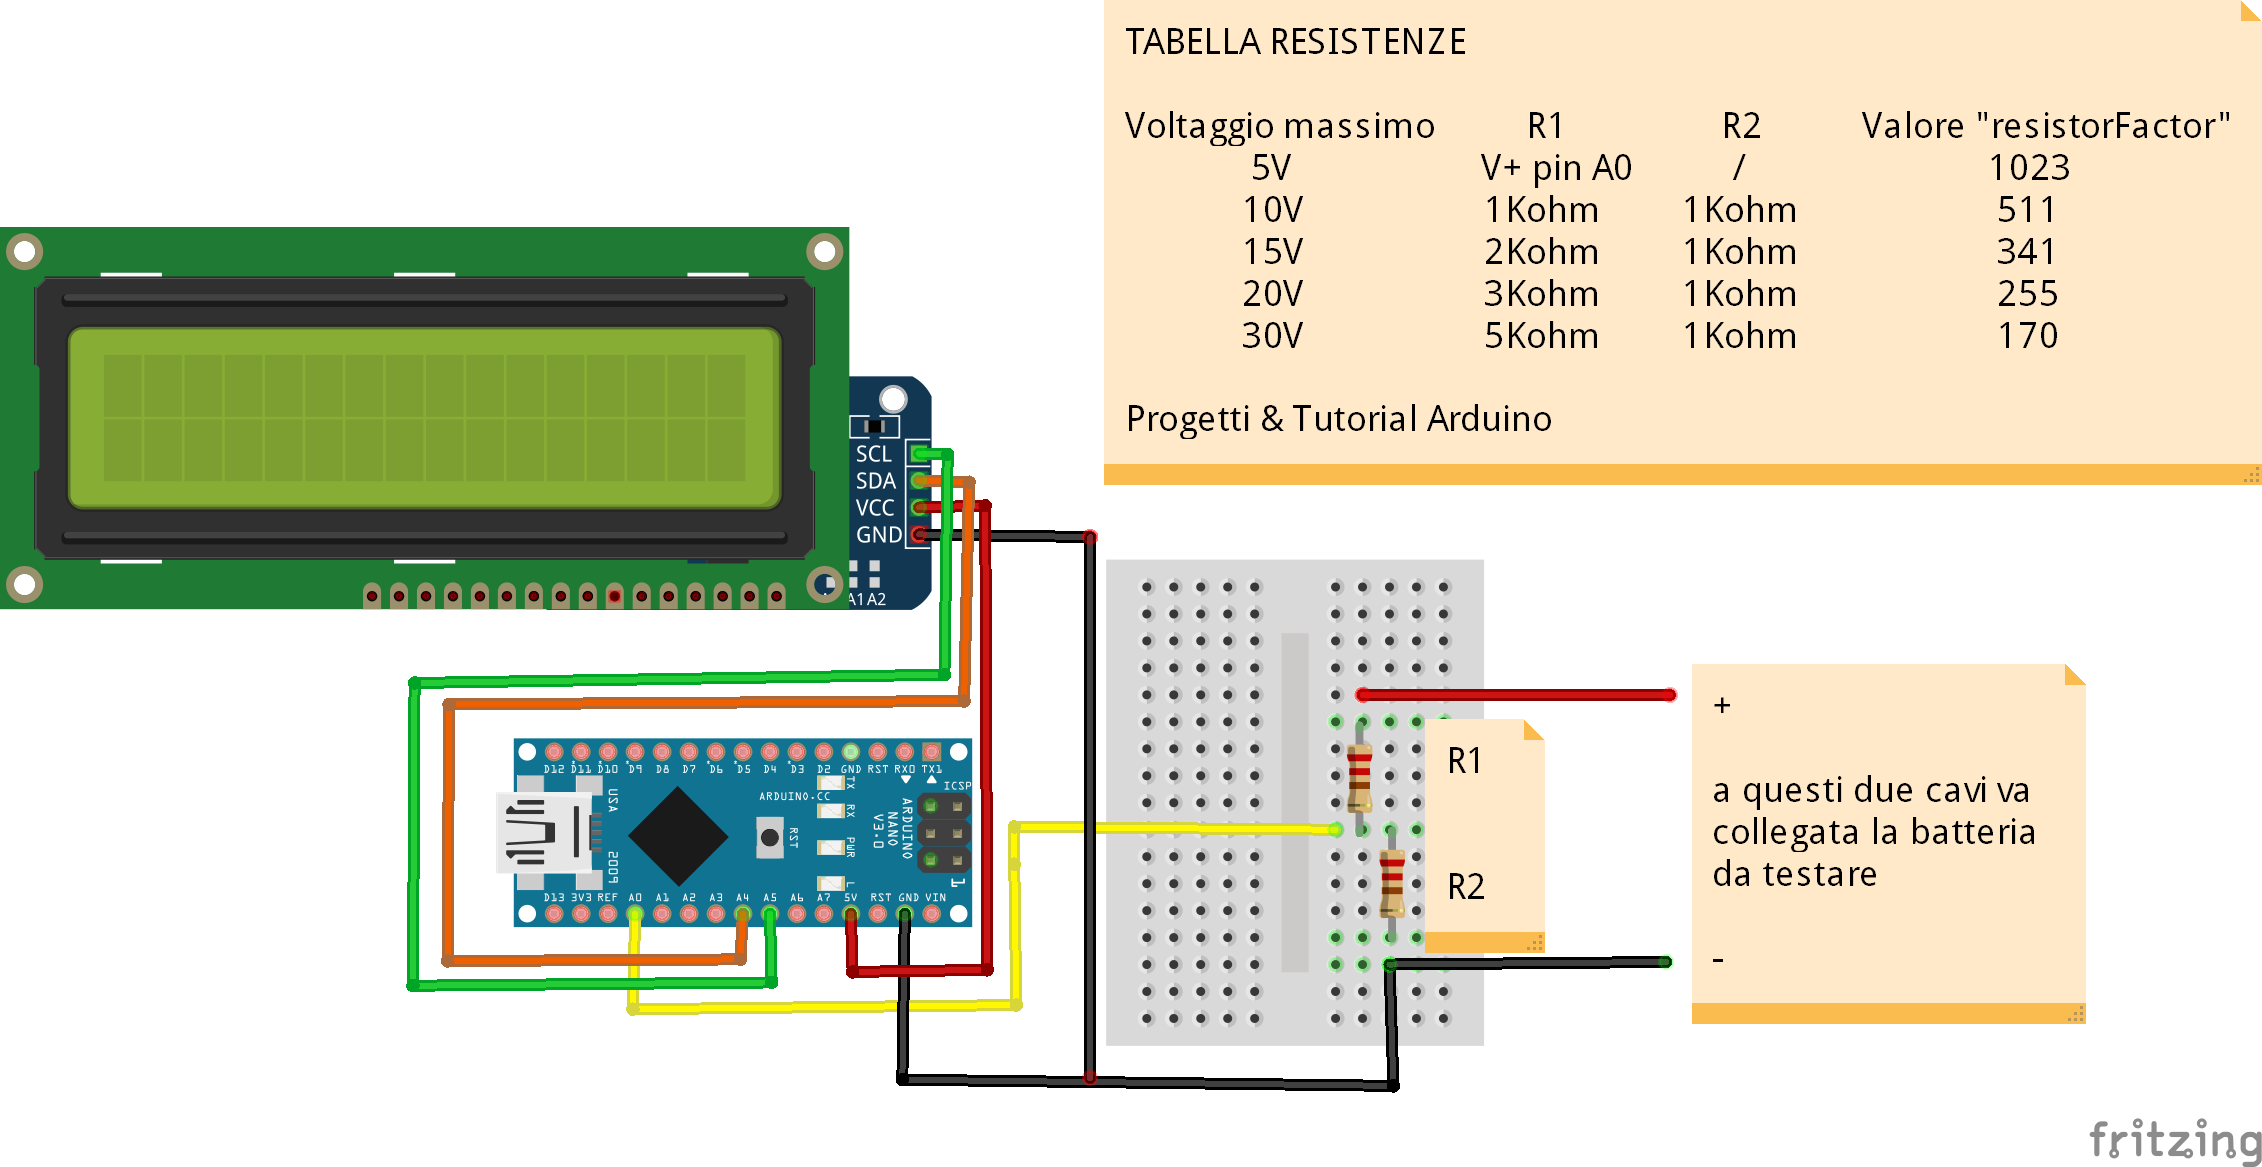 TABELLA RESISTENZE
Voltaggio massimo R1 R2 Valore "resistorFactor"
5V V+ pin A0 / 1023
10V 1Kohm 1Kohm 511
15V 2Kohm 1Kohm 341
20V 3Kohm 1Kohm 255
30V 5Kohm 1Kohm 170
Progetti & Tutorial Arduino
SCL
SDA
VCC
GND
A1 A2
+
a questi due cavi va
collegata la batteria
da testare
-
R1
R2
D12 D11 D10 D9 D8 D7 D6 D5 D4 D3 D2 GND RST RX0 TX1
ICSP
1
USA
2009
ARDUINO.CC
RST
TX
RX
PWR
L
ARDUINO
NANO
V3.0
D13 3V3 REF A0 A1 A2 A3 A4 A5 A6 A7 5V RST GND VIN
fritzing